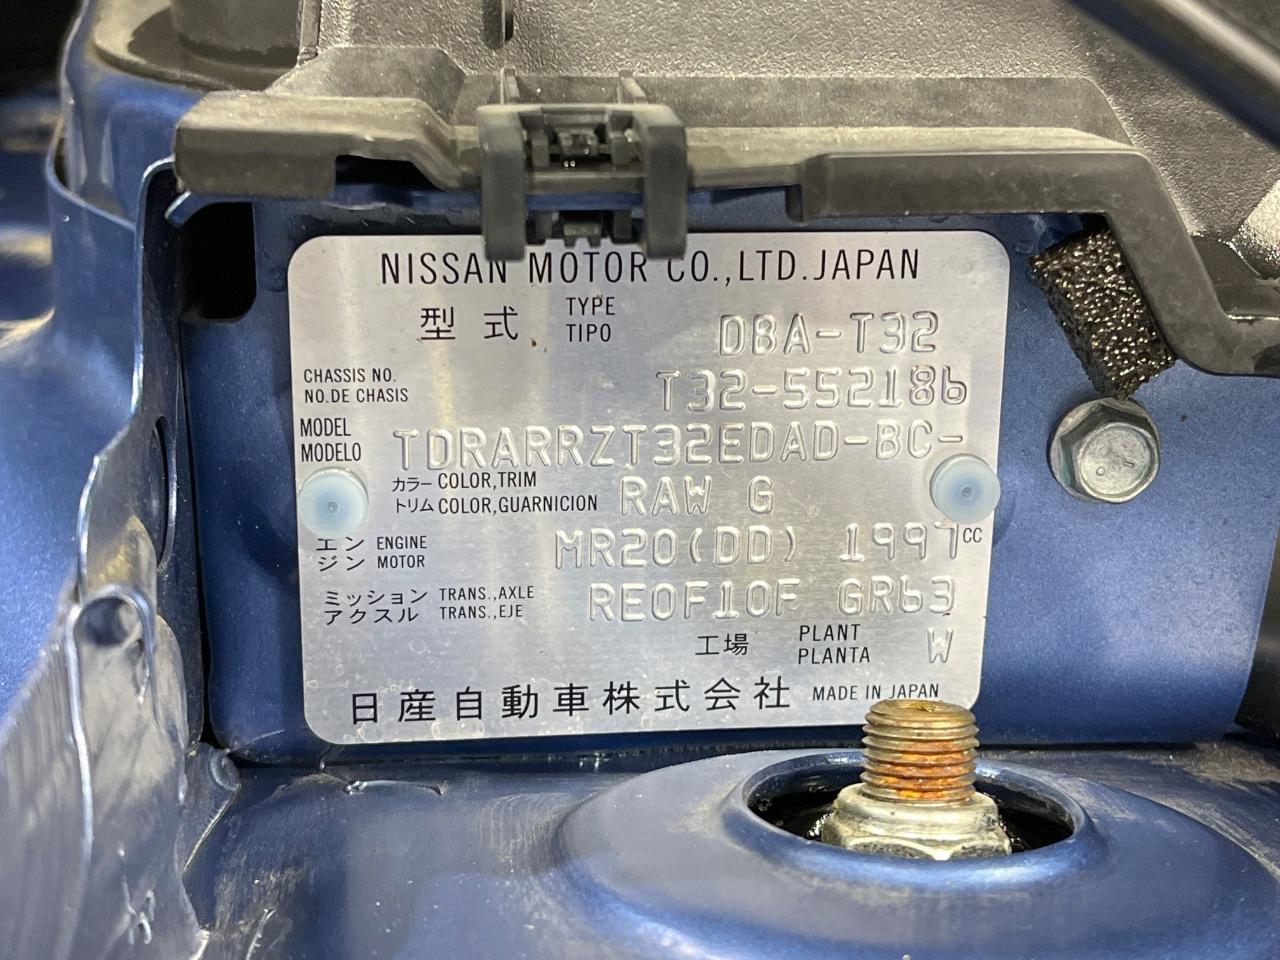 NISSAN MOTOR CO.,LTD. JAPAN
型式 TYPE TIPO DBA-T32
CHASSIS NO. NO. DE CHASIS T32-552186
MODEL MODELO TDRARRZT32EDAD-BC-
カラー COLOR,TRIM
トリム COLOR,GUARNICION RAW G
エンジン ENGINE MOTOR MR20(DD) 1997 CC
ミッション TRANS.,AXLE
アクスル TRANS.,EJE RE0F10F GR63
工場 PLANT PLANTA W
日産自動車株式会社 MADE IN JAPAN